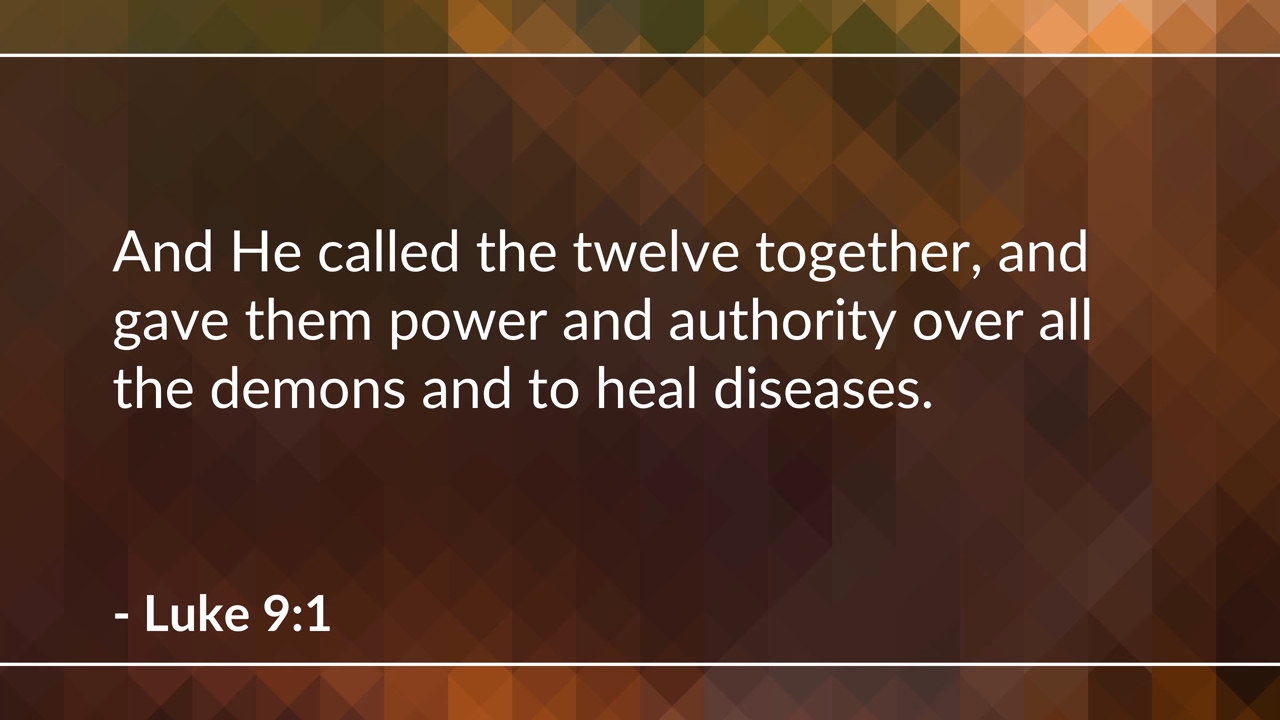 And He called the twelve together, and
gave them power and authority over all
the demons and to heal diseases.
- Luke 9:1